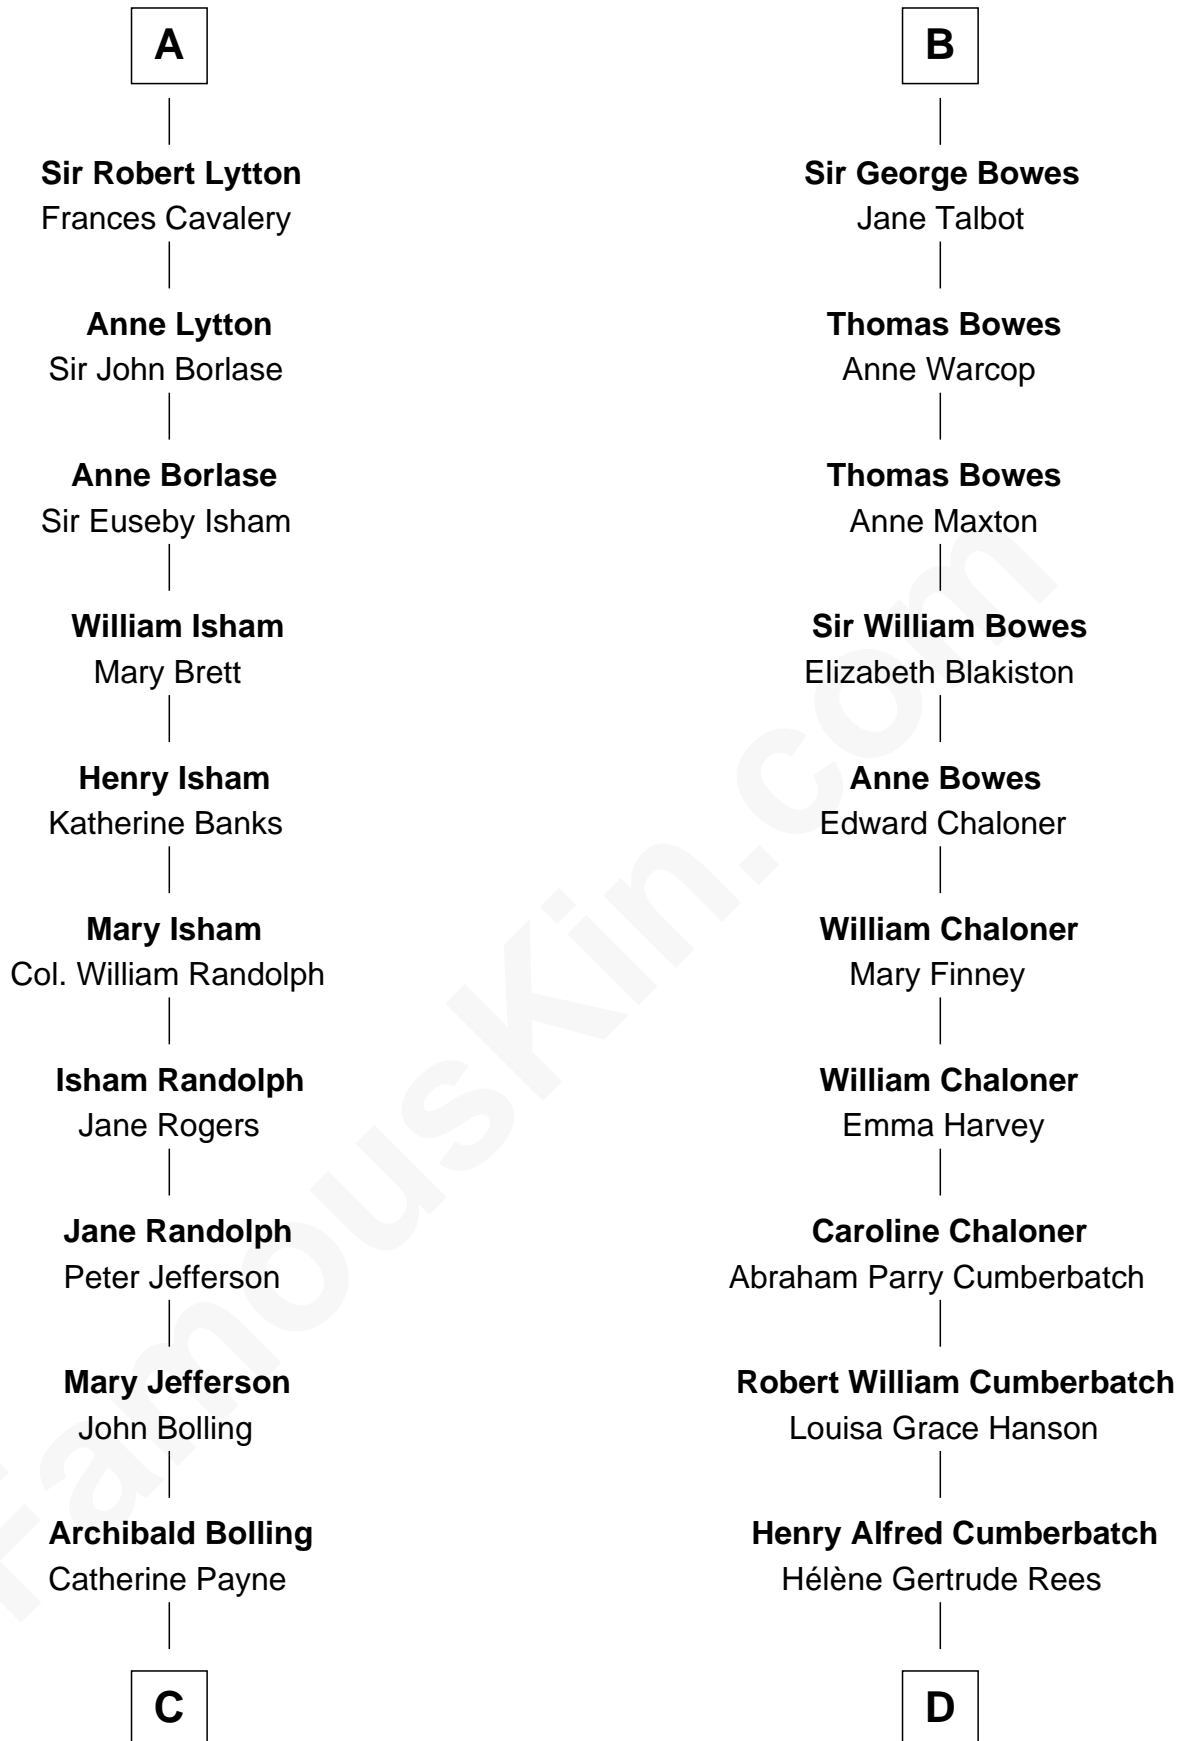 A
Sir Robert Lytton
Frances Cavalery
Anne Lytton
Sir John Borlase
Anne Borlase
Sir Euseby Isham
William Isham
Mary Brett
Henry Isham
Katherine Banks
Mary Isham
Col. William Randolph
Isham Randolph
Jane Rogers
Jane Randolph
Peter Jefferson
Mary Jefferson
John Bolling
Archibald Bolling
Catherine Payne
C
B
Sir George Bowes
Jane Talbot
Thomas Bowes
Anne Warcop
Thomas Bowes
Anne Maxton
Sir William Bowes
Elizabeth Blakiston
Anne Bowes
Edward Chaloner
William Chaloner
Mary Finney
William Chaloner
Emma Harvey
Caroline Chaloner
Abraham Parry Cumberbatch
Robert William Cumberbatch
Louisa Grace Hanson
Henry Alfred Cumberbatch
Hélène Gertrude Rees
D
FamousKin.com